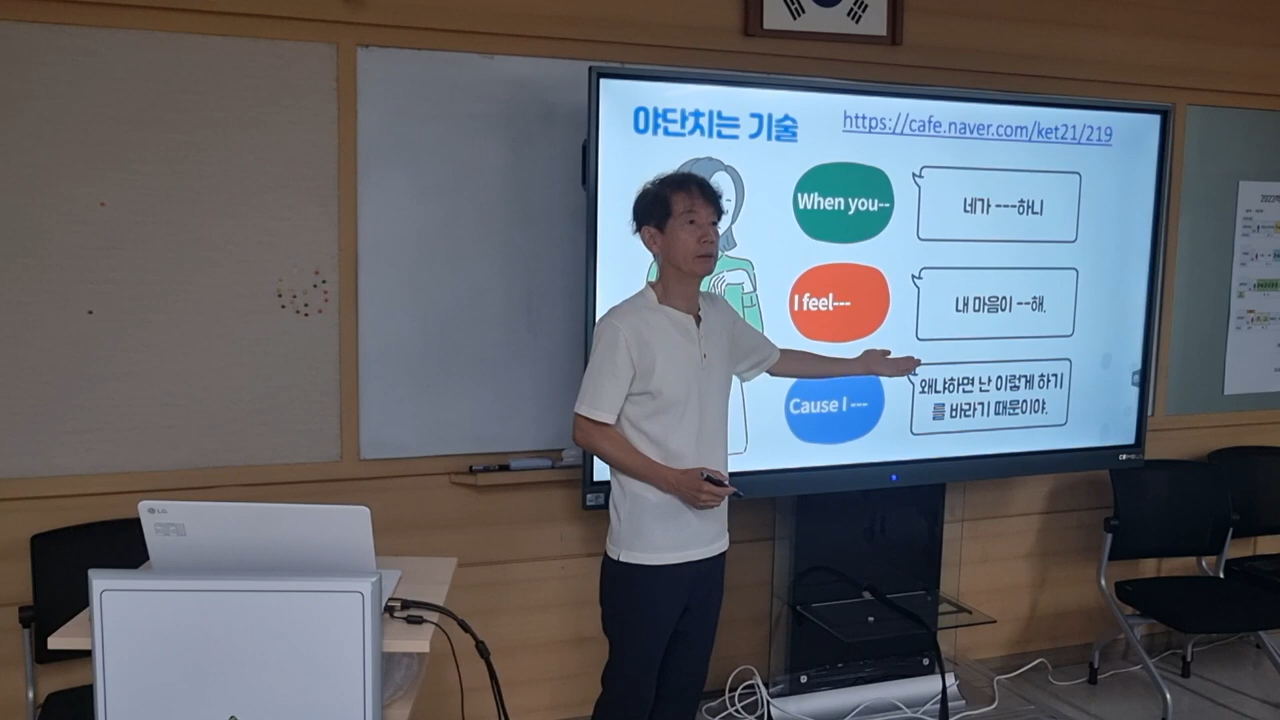 야단치는 기술
https://cafe.naver.com/ket21/219
When you--
네가 ---하니
I feel---
내 마음이 --해.
Cause I ---
왜냐하면 난 이렇게 하기
를 바라기 때문이야.
LG